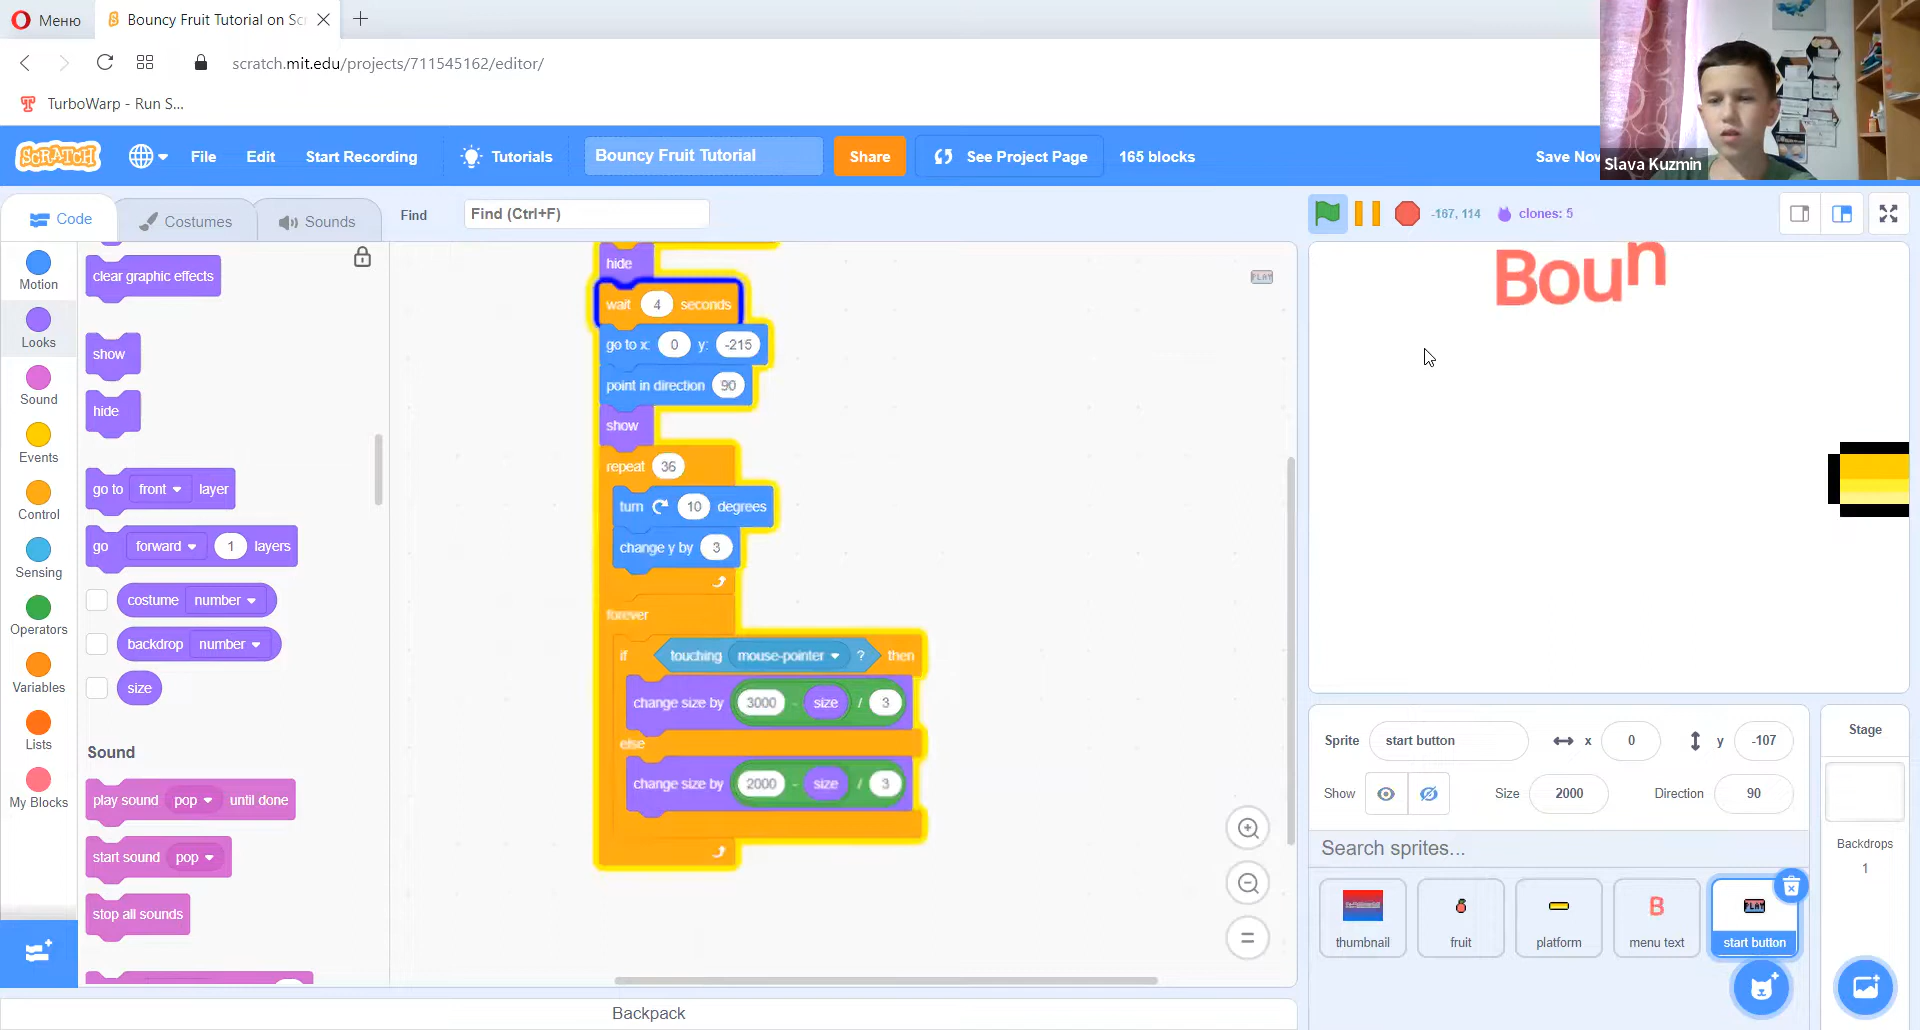 Меню
Bouncy Fruit Tutorial on Sc
scratch.mit.edu/projects/711545162/editor/
TurboWarp - Run S...
SCRATCH
File
Edit
Start Recording
Tutorials
Bouncy Fruit Tutorial
Share
See Project Page
165 blocks
Save Now
Slava Kuzmin
Code
Costumes
Sounds
Find
Find (Ctrl+F)
-167, 114
clones: 5
Motion
Looks
Sound
Events
Control
Sensing
Operators
Variables
Lists
My Blocks
clear graphic effects
show
hide
go to front layer
go forward 1 layers
costume number
backdrop number
size
Sound
play sound pop until done
start sound pop
stop all sounds
hide
wait 4 seconds
go to x: 0 y: -215
point in direction 90
show
repeat 36
turn 10 degrees
change y by 3
forever
if touching mouse-pointer ? then
change size by 3000 - size / 3
else
change size by 2000 - size / 3
PLAY
Boun
Sprite start button x 0 y -107
Show Size 2000 Direction 90
Search sprites...
thumbnail
fruit
platform
B
menu text
PLAY
start button
Stage
Backdrops
1
Backpack